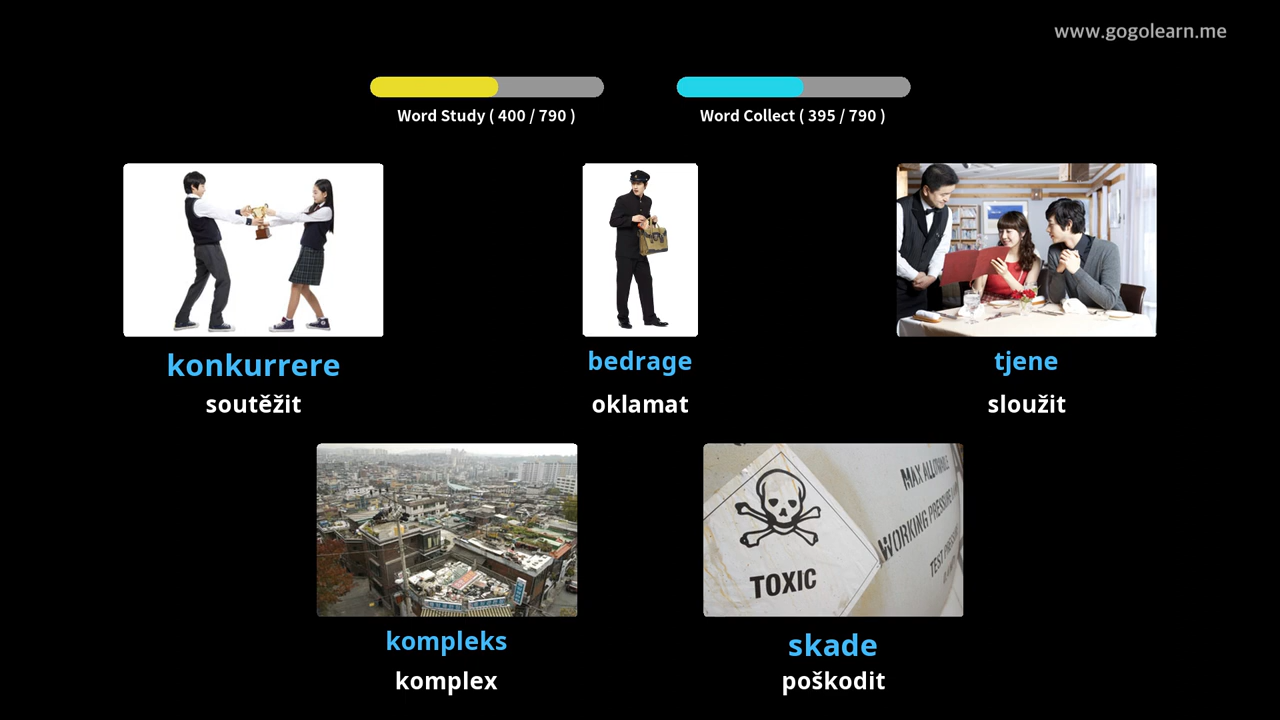 www.gogolearn.me
Word Study ( 400 / 790 )
Word Collect ( 395 / 790 )
konkurrere
soutěžit
bedrage
oklamat
tjene
sloužit
MAX ALLOWABLE
WORKING PRESSURE
TOXIC
kompleks
komplex
skade
poškodit